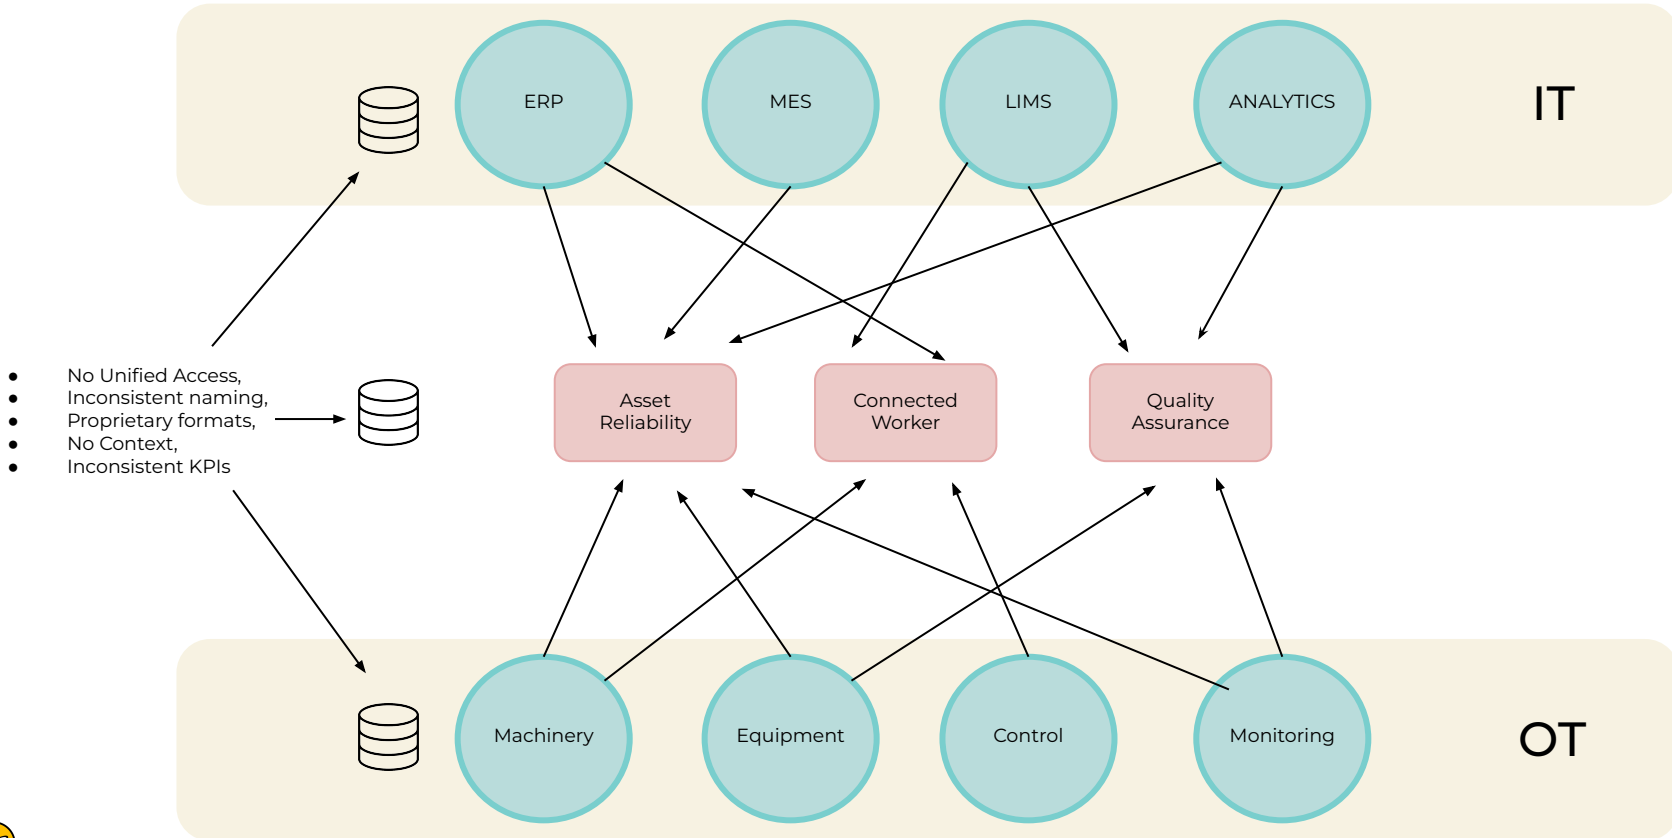 ERP
MES
LIMS
ANALYTICS
IT
● No Unified Access,
● Inconsistent naming,
● Proprietary formats,
● No Context,
● Inconsistent KPIs
Asset
Reliability
Connected
Worker
Quality
Assurance
Machinery
Equipment
Control
Monitoring
OT